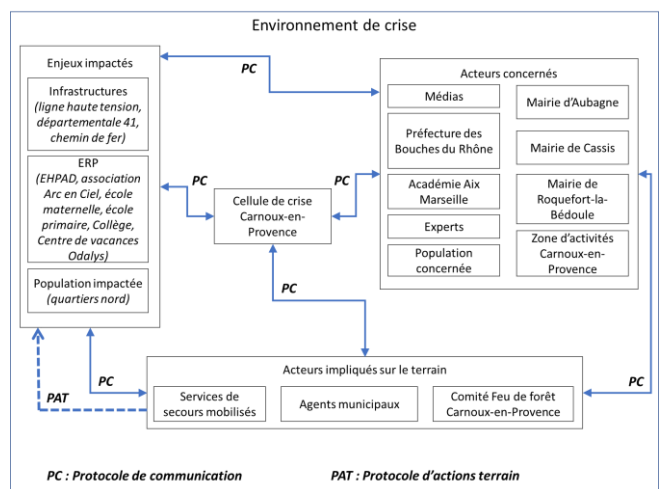 Environnement de crise
Enjeux impactés
Infrastructures
(ligne haute tension,
départementale 41,
chemin de fer)
ERP
(EHPAD, association
Arc en Ciel, école
maternelle, école
primaire, Collège,
Centre de vacances
Odalys)
Population impactée
(quartiers nord)
PC
PC
Cellule de crise
Carnoux-en-
Provence
PC
Acteurs concernés
Médias
Préfecture des
Bouches du Rhône
Académie Aix
Marseille
Experts
Population
concernée
Mairie d'Aubagne
Mairie de Cassis
Mairie de
Roquefort-la-
Bédoule
Zone d'activités
Carnoux-en-
Provence
PC
PC
PAT
PC
Acteurs impliqués sur le terrain
Services de
secours mobilisés
Agents municipaux
Comité Feu de forêt
Carnoux-en-Provence
PC : Protocole de communication
PAT : Protocole d'actions terrain